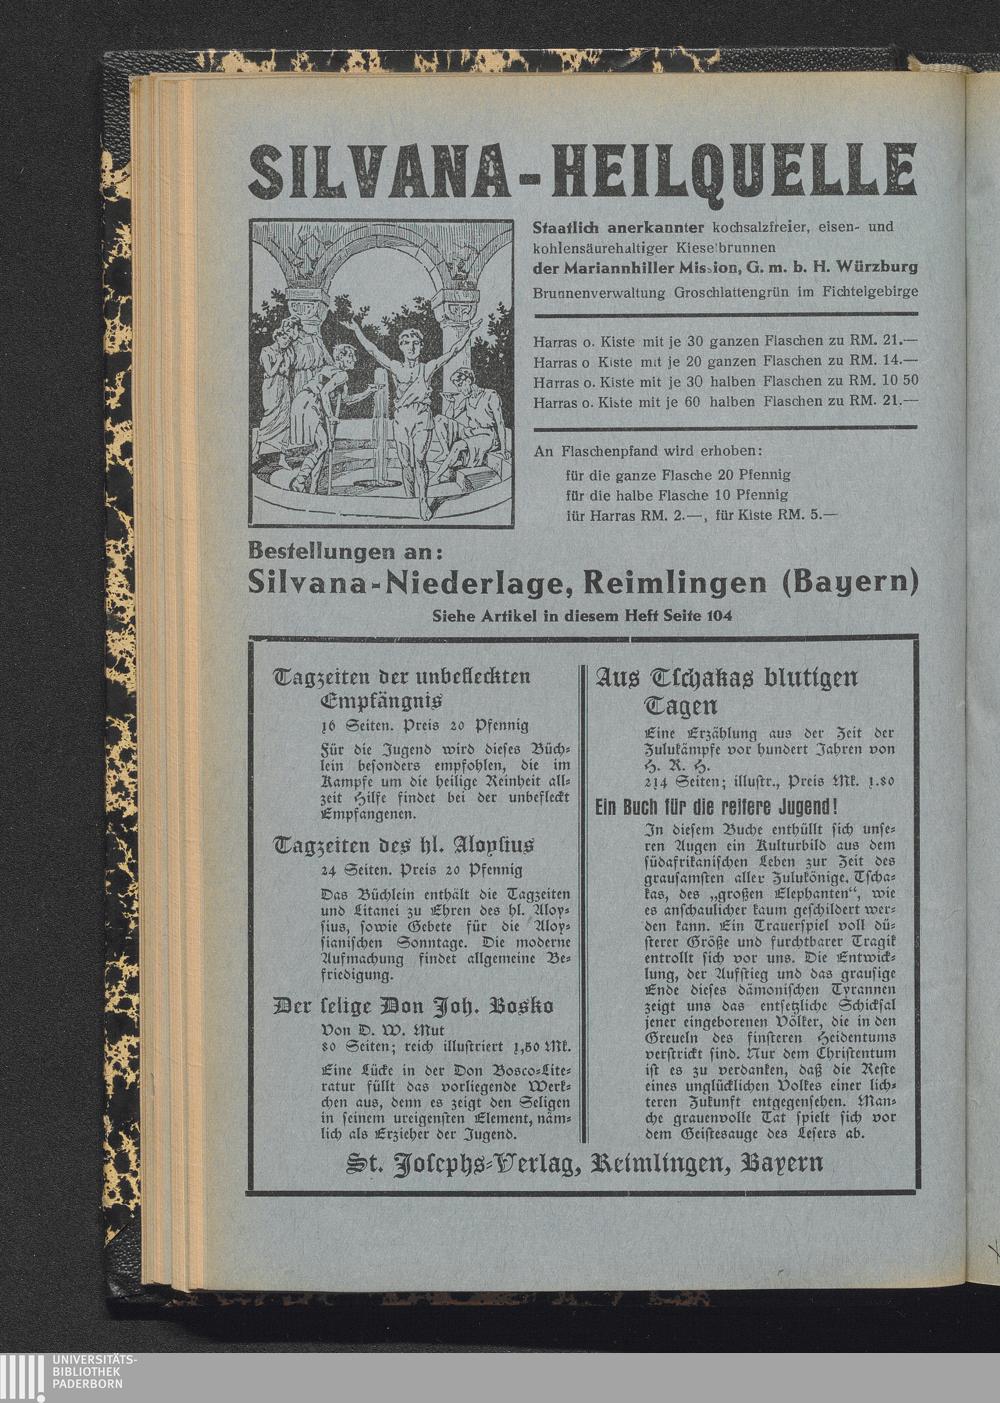 SILVANA-HEILQUELLE
Staatlich anerkannter kochsalzfreier, eisen- und
kohlensäurehaltiger Kieselbrunnen
der Mariannhiller Mission, G. m. b. H. Würzburg
Brunnenverwaltung Groschlattengrün im Fichtelgebirge
Harras o. Kiste mit je 30 ganzen Flaschen zu RM. 21.—
Harras o Kiste mit je 20 ganzen Flaschen zu RM. 14.—
Harras o. Kiste mit je 30 halben Flaschen zu RM. 10 50
Harras o. Kiste mit je 60 halben Flaschen zu RM. 21.—
An Flaschenpfand wird erhoben:
für die ganze Flasche 20 Pfennig
für die halbe Flasche 10 Pfennig
für Harras RM. 2.—, für Kiste RM. 5.—
Bestellungen an:
Silvana-Niederlage, Reimlingen (Bayern)
Siehe Artikel in diesem Heft Seite 104
Tagzeiten der unbefleckten
Empfängnis
16 Seiten. Preis 20 Pfennig
Für die Jugend wird dieses Büch-
lein besonders empfohlen, die im
Kampfe um die heilige Reinheit all-
zeit Hilfe findet bei der unbefleckt
Empfangenen.
Tagzeiten des hl. Aloysius
24 Seiten. Preis 20 Pfennig
Das Büchlein enthält die Tagzeiten
und Litanei zu Ehren des hl. Aloy-
sius, sowie Gebete für die Aloy-
sianischen Sonntage. Die moderne
Aufmachung findet allgemeine Be-
friedigung.
Der selige Don Joh. Bosko
Von D. W. Mut
80 Seiten; reich illustriert 1,50 Mk.
Eine Lücke in der Don Bosco-Lite-
ratur füllt das vorliegende Werk-
chen aus, denn es zeigt den Seligen
in seinem ureigensten Element, näm-
lich als Erzieher der Jugend.
Aus Tschakas blutigen
Tagen
Eine Erzählung aus der Zeit der
Zulukämpfe vor hundert Jahren von
H. R. H.
214 Seiten; illustr., Preis Mk. 1.80
Ein Buch für die reifere Jugend!
In diesem Buche enthüllt sich unse-
ren Augen ein Kulturbild aus dem
südafrikanischen Leben zur Zeit des
grausamsten aller Zulukönige. Tscha-
kas, des „großen Elephanten“, wie
es anschaulicher kaum geschildert wer-
den kann. Ein Trauerspiel voll dü-
sterer Größe und furchtbarer Tragik
entrollt sich vor uns. Die Entwick-
lung, der Aufstieg und das grausige
Ende dieses dämonischen Tyrannen
zeigt uns das entsetzliche Schicksal
jener eingeborenen Völker, die in den
Greueln des finsteren Heidentums
verstrickt sind. Nur dem Christentum
ist es zu verdanken, daß die Reste
eines unglücklichen Volkes einer lich-
teren Zukunft entgegensehen. Man-
che grauenvolle Tat spielt sich vor
dem Geistesauge des Lesers ab.
St. Josephs-Verlag, Reimlingen, Bayern
UNIVERSITÄTS-
BIBLIOTHEK
PADERBORN